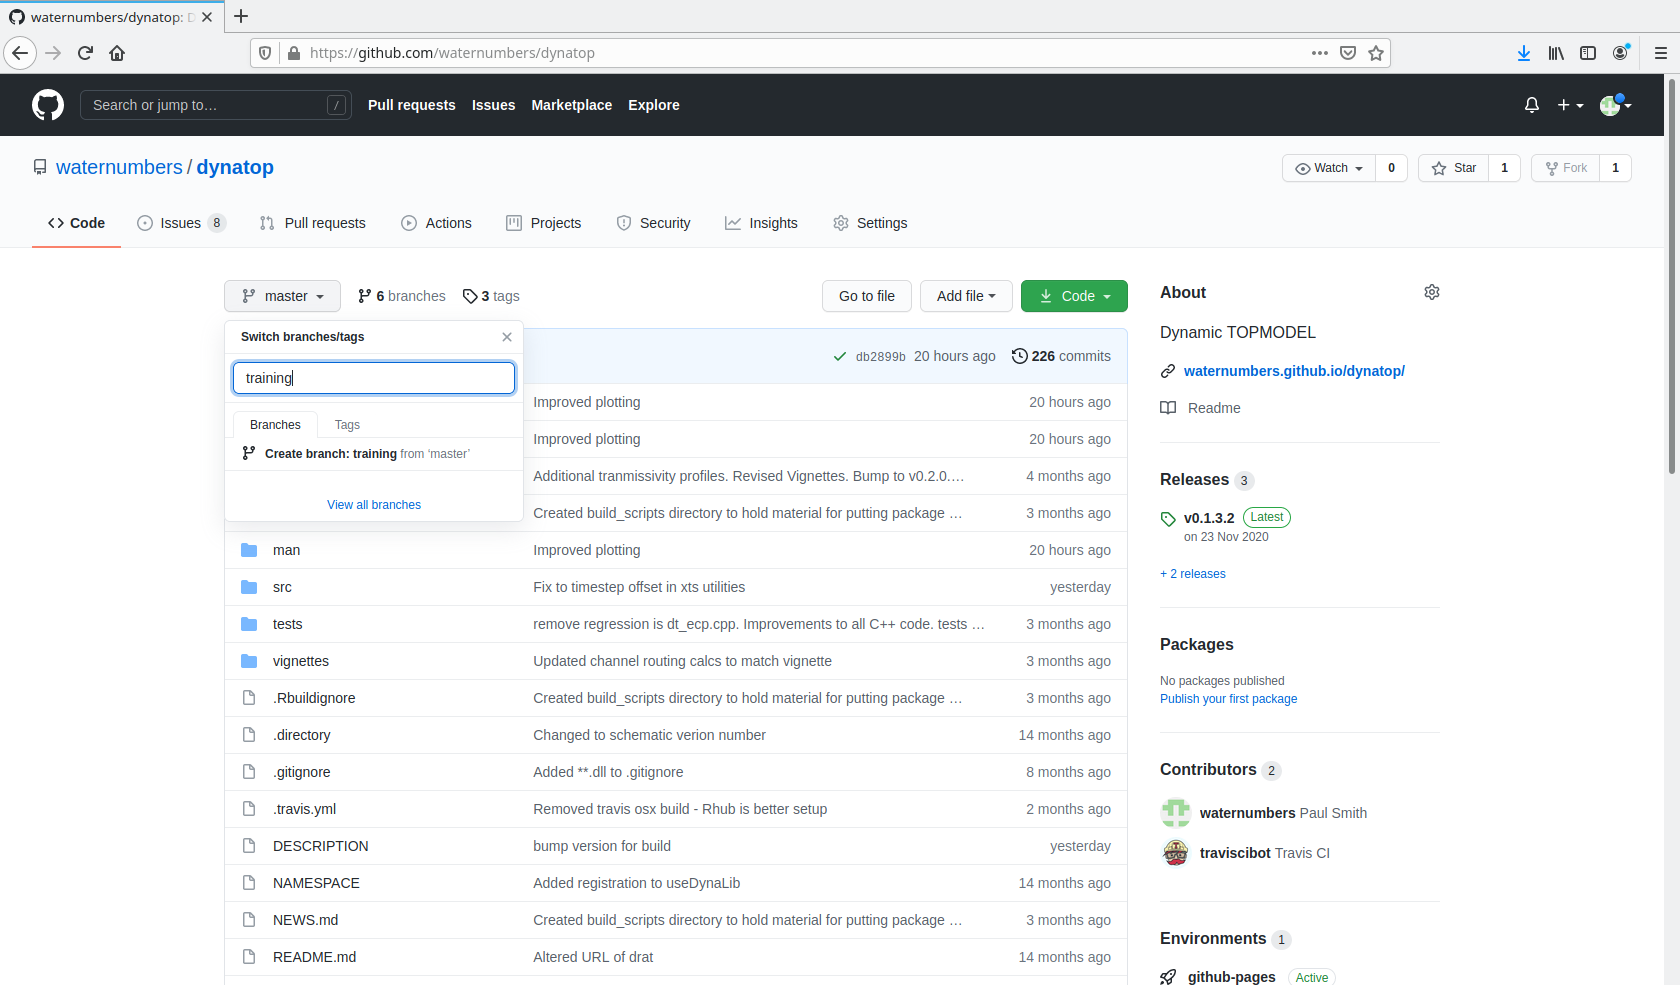 waternumbers/dynatop: D
https://github.com/waternumbers/dynatop
Search or jump to… /
Pull requests Issues Marketplace Explore
waternumbers / dynatop
Watch 0 Star 1 Fork 1
Code Issues 8 Pull requests Actions Projects Security Insights Settings
master 6 branches 3 tags Go to file Add file Code
Switch branches/tags
training
Branches Tags
Create branch: training from ‘master’
View all branches
db2899b 20 hours ago 226 commits
Improved plotting 20 hours ago
Improved plotting 20 hours ago
Additional tranmissivity profiles. Revised Vignettes. Bump to v0.2.0.… 4 months ago
Created build_scripts directory to hold material for putting package … 3 months ago
man Improved plotting 20 hours ago
src Fix to timestep offset in xts utilities yesterday
tests remove regression is dt_ecp.cpp. Improvements to all C++ code. tests … 3 months ago
vignettes Updated channel routing calcs to match vignette 3 months ago
.Rbuildignore Created build_scripts directory to hold material for putting package … 3 months ago
.directory Changed to schematic verion number 14 months ago
.gitignore Added **.dll to .gitignore 8 months ago
.travis.yml Removed travis osx build - Rhub is better setup 2 months ago
DESCRIPTION bump version for build yesterday
NAMESPACE Added registration to useDynaLib 14 months ago
NEWS.md Created build_scripts directory to hold material for putting package … 3 months ago
README.md Altered URL of drat 14 months ago
About
Dynamic TOPMODEL
waternumbers.github.io/dynatop/
Readme
Releases 3
v0.1.3.2 Latest
on 23 Nov 2020
+ 2 releases
Packages
No packages published
Publish your first package
Contributors 2
waternumbers Paul Smith
traviscibot Travis CI
Environments 1
github-pages Active